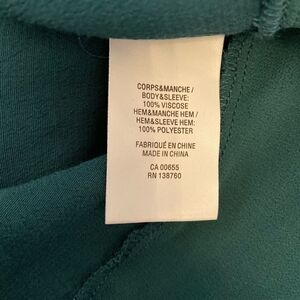 CORPS&MANCHE /
BODY&SLEEVE:
100% VISCOSE
HEM&MANCHE HEM /
HEM&SLEEVE HEM:
100% POLYESTER
FABRIQUÉ EN CHINE
MADE IN CHINA
CA 00655
RN 138760